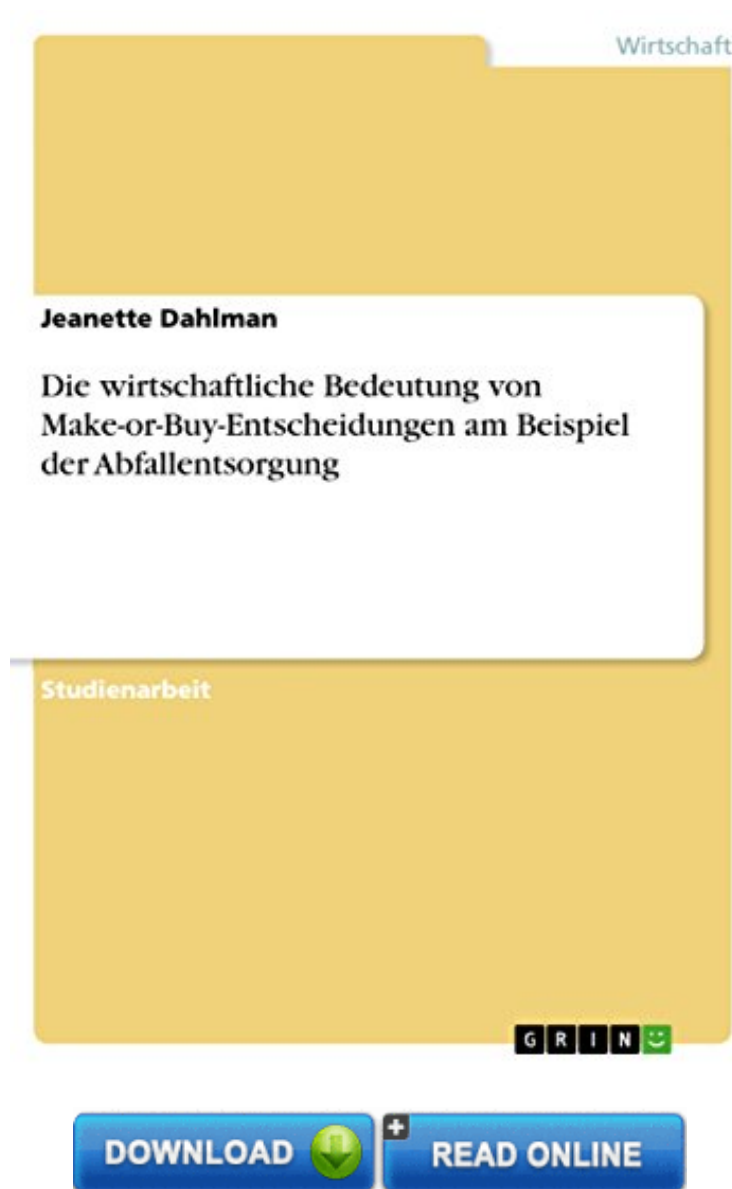 Wirtschaft
Jeanette Dahlman
Die wirtschaftliche Bedeutung von
Make-or-Buy-Entscheidungen am Beispiel
der Abfallentsorgung
Studienarbeit
GRIN
DOWNLOAD
READ ONLINE